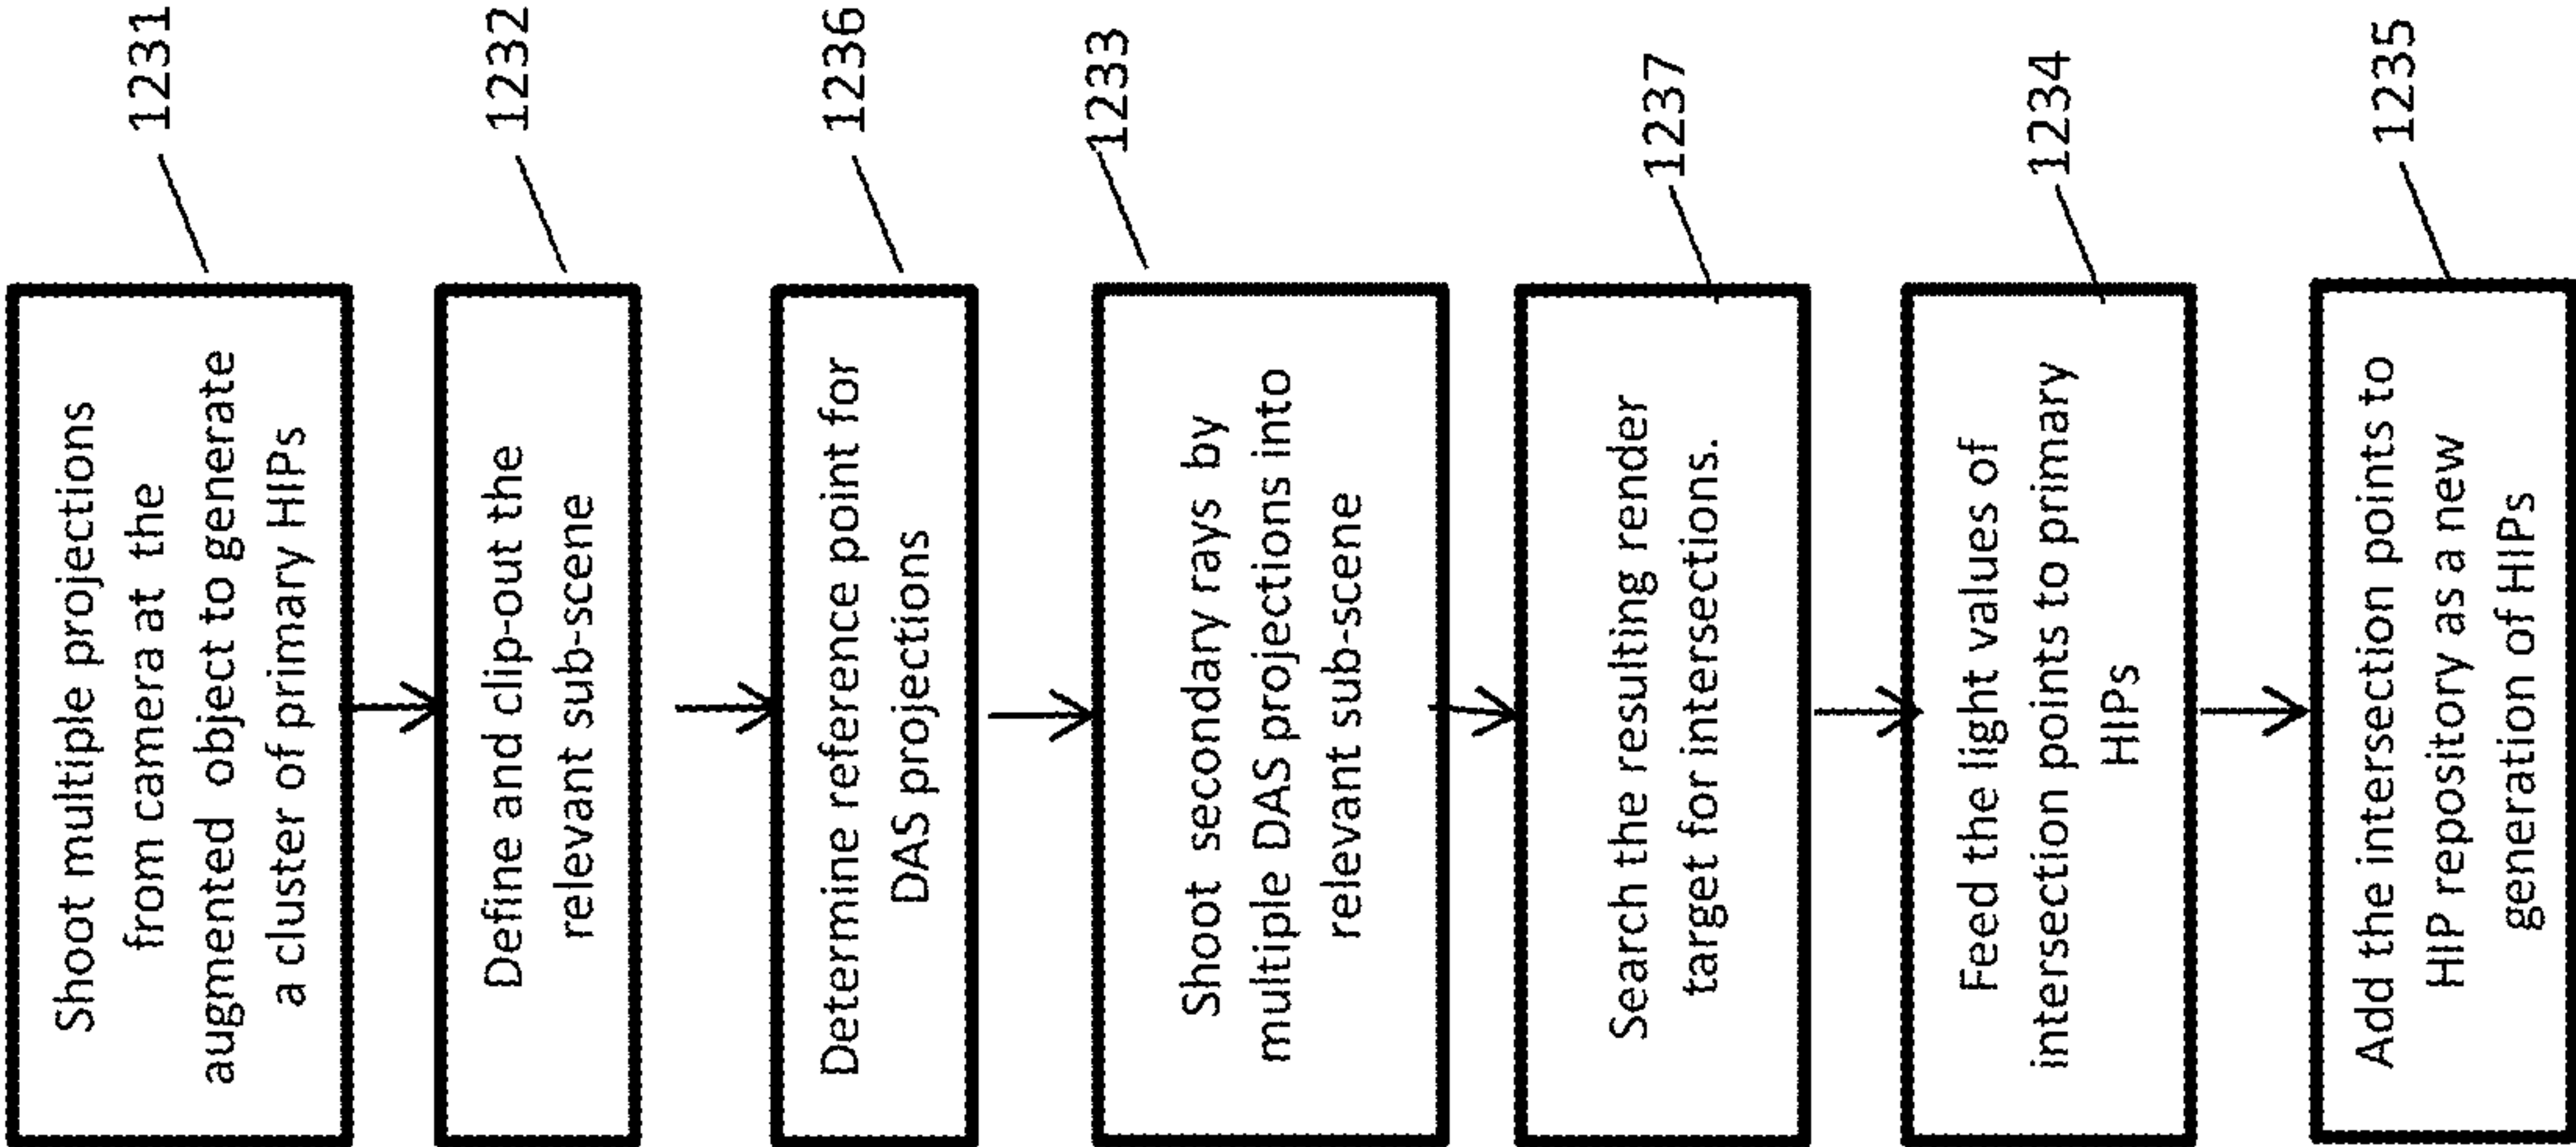 Shoot multiple projections
from camera at the
augmented object to generate
a cluster of primary HIPs
1231
Define and clip-out the
relevant sub-scene
1232
Determine reference point for
DAS projections
1236
Shoot secondary rays by
multiple DAS projections into
relevant sub-scene
1233
Search the resulting render
target for intersections.
1237
Feed the light values of
intersection points to primary
HIPs
1234
Add the intersection points to
HIP repository as a new
generation of HIPs
1235